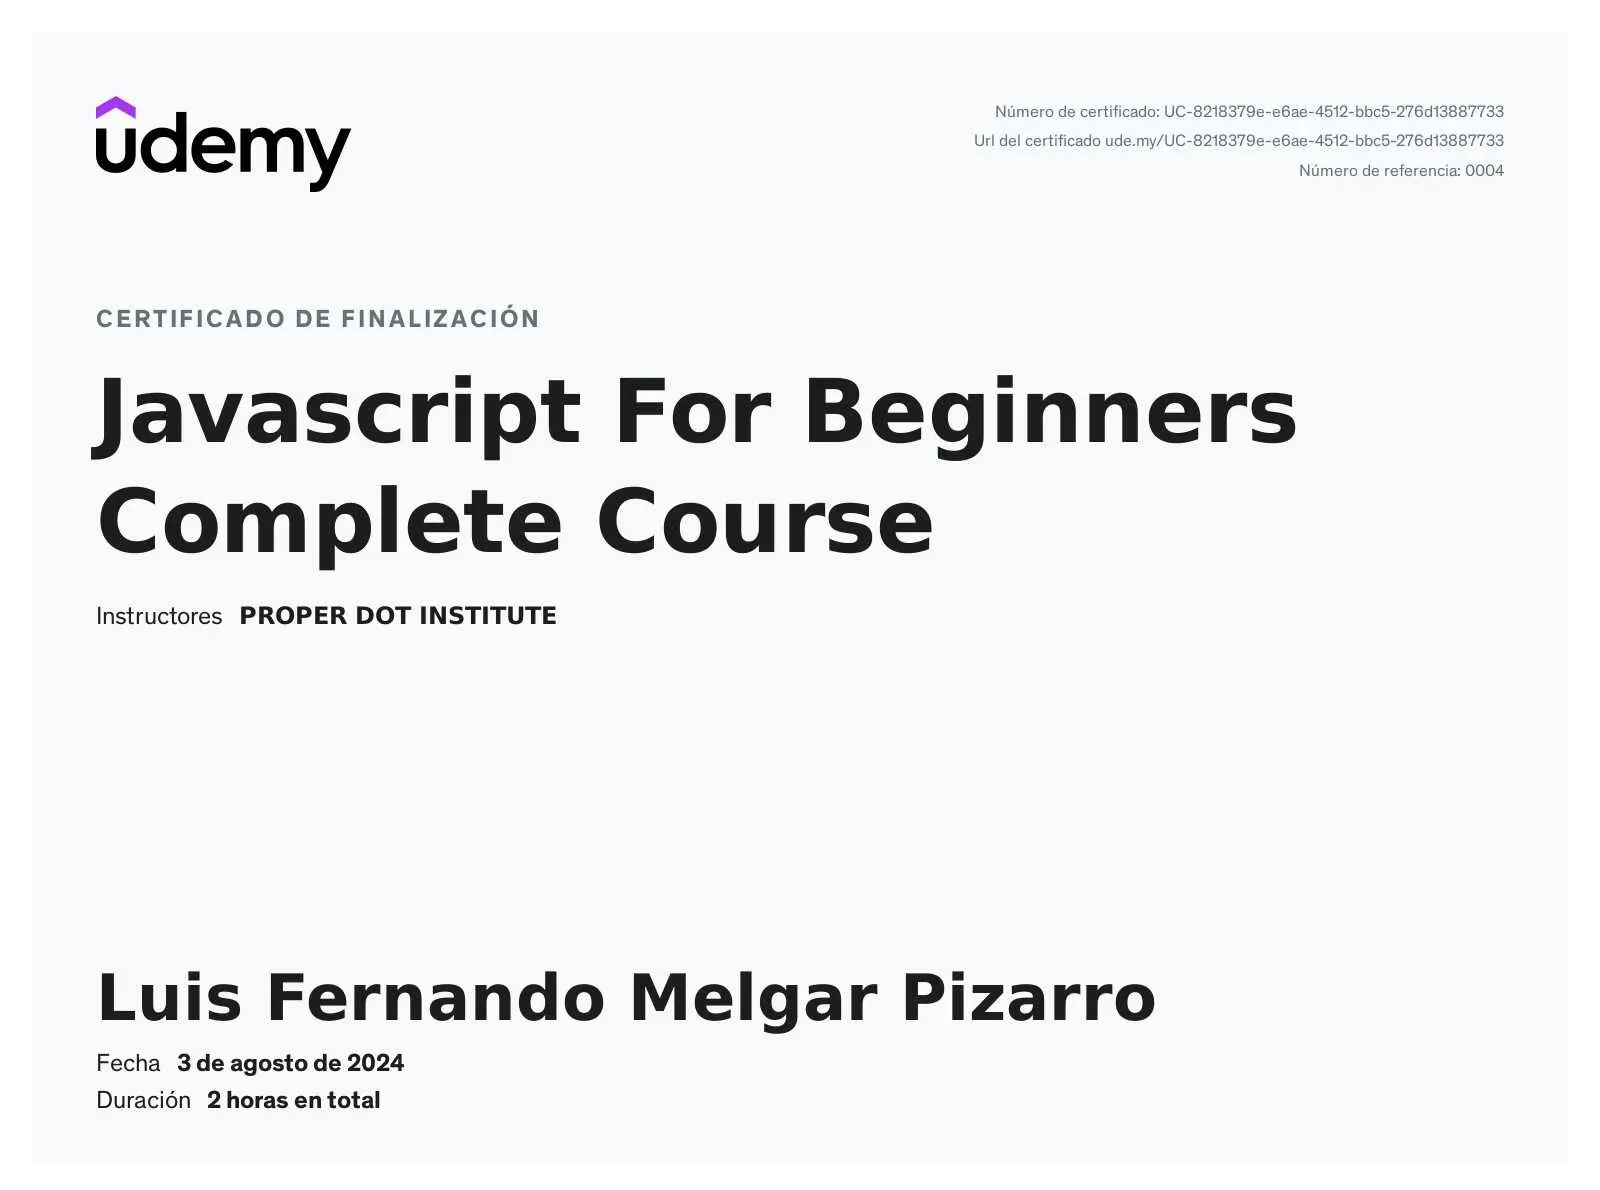 udemy
Número de certificado: UC-8218379e-e6ae-4512-bbc5-276d13887733
Url del certificado ude.my/UC-8218379e-e6ae-4512-bbc5-276d13887733
Número de referencia: 0004
CERTIFICADO DE FINALIZACIÓN
Javascript For Beginners
Complete Course
Instructores PROPER DOT INSTITUTE
Luis Fernando Melgar Pizarro
Fecha 3 de agosto de 2024
Duración 2 horas en total